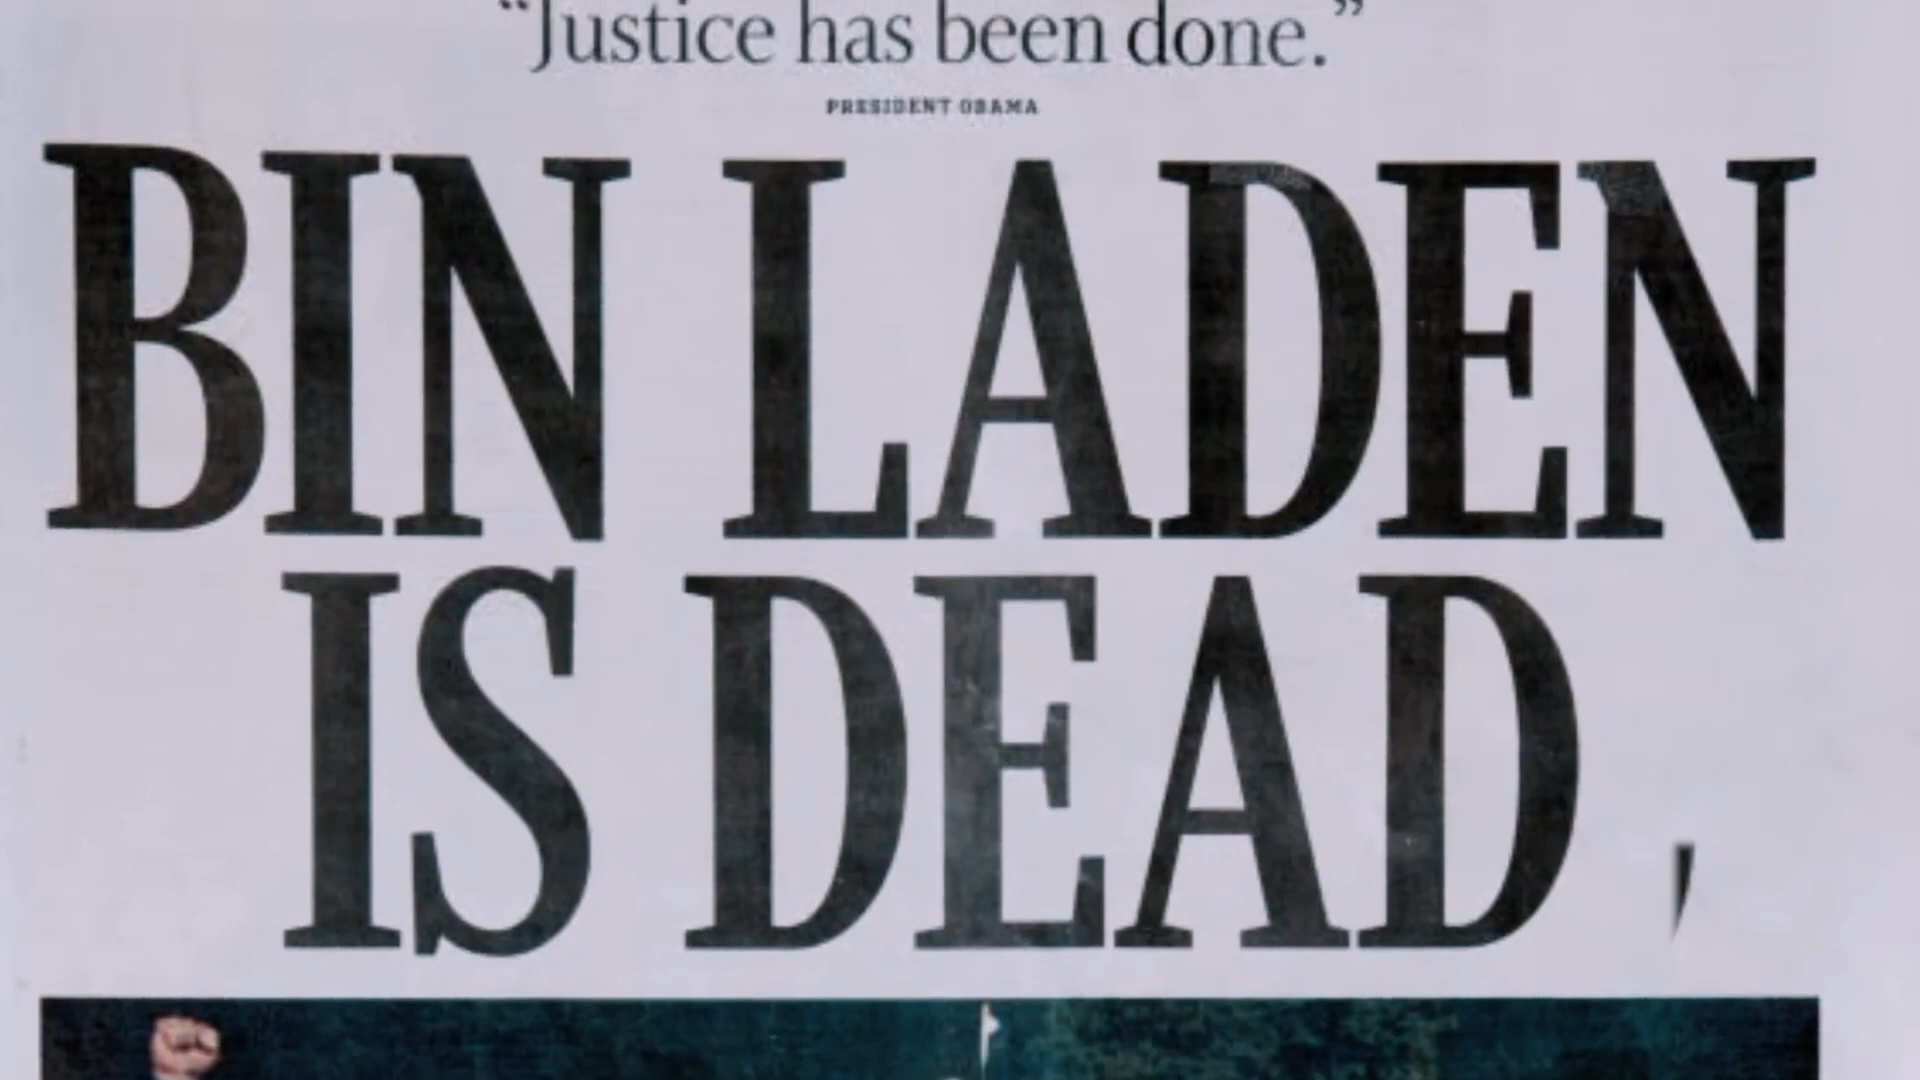 “Justice has been done.”
PRESIDENT OBAMA
BIN LADEN
IS DEAD